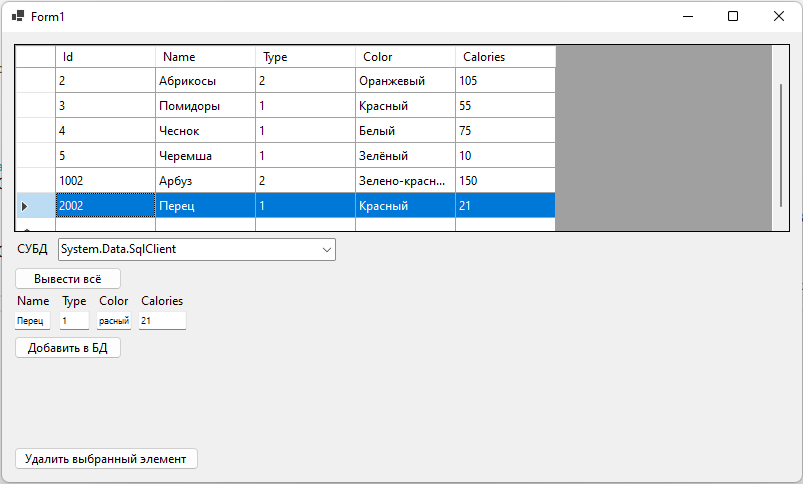 Form1
Id Name Type Color Calories
2 Абрикосы 2 Оранжевый 105
3 Помидоры 1 Красный 55
4 Чеснок 1 Белый 75
5 Черемша 1 Зелёный 10
1002 Арбуз 2 Зелено-красн... 150
2002 Перец 1 Красный 21
СУБД System.Data.SqlClient
Вывести всё
Name Type Color Calories
Перец 1 расный 21
Добавить в БД
Удалить выбранный элемент